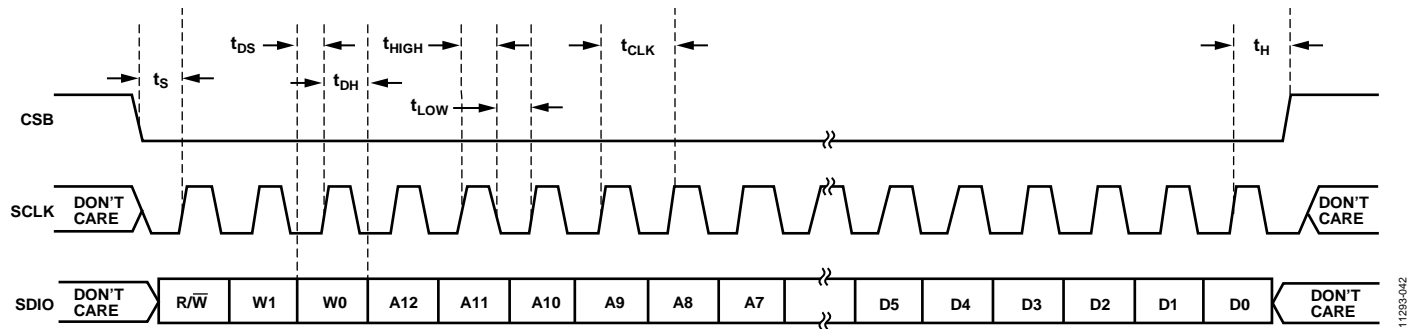 tDS
tHIGH
tCLK
tH
tS
tDH
tLOW
CSB
SCLK
DON'T
CARE
DON'T
CARE
SDIO
DON'T
CARE
R/W̅
W1
W0
A12
A11
A10
A9
A8
A7
D5
D4
D3
D2
D1
D0
DON'T
CARE
11293-042